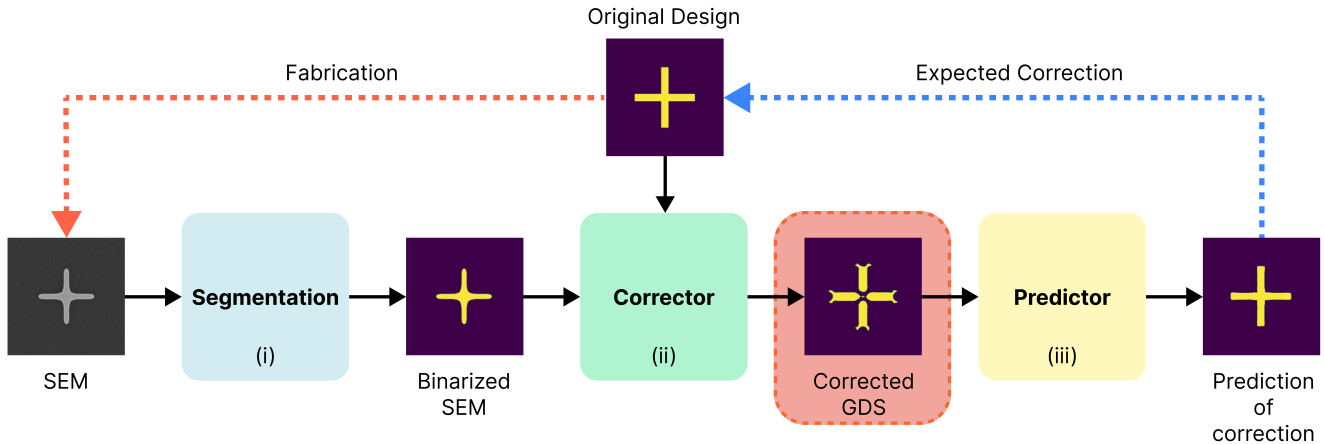 Original Design
Fabrication
Expected Correction
Segmentation
(i)
Corrector
(ii)
Predictor
(iii)
SEM
Binarized
SEM
Corrected
GDS
Prediction
of
correction